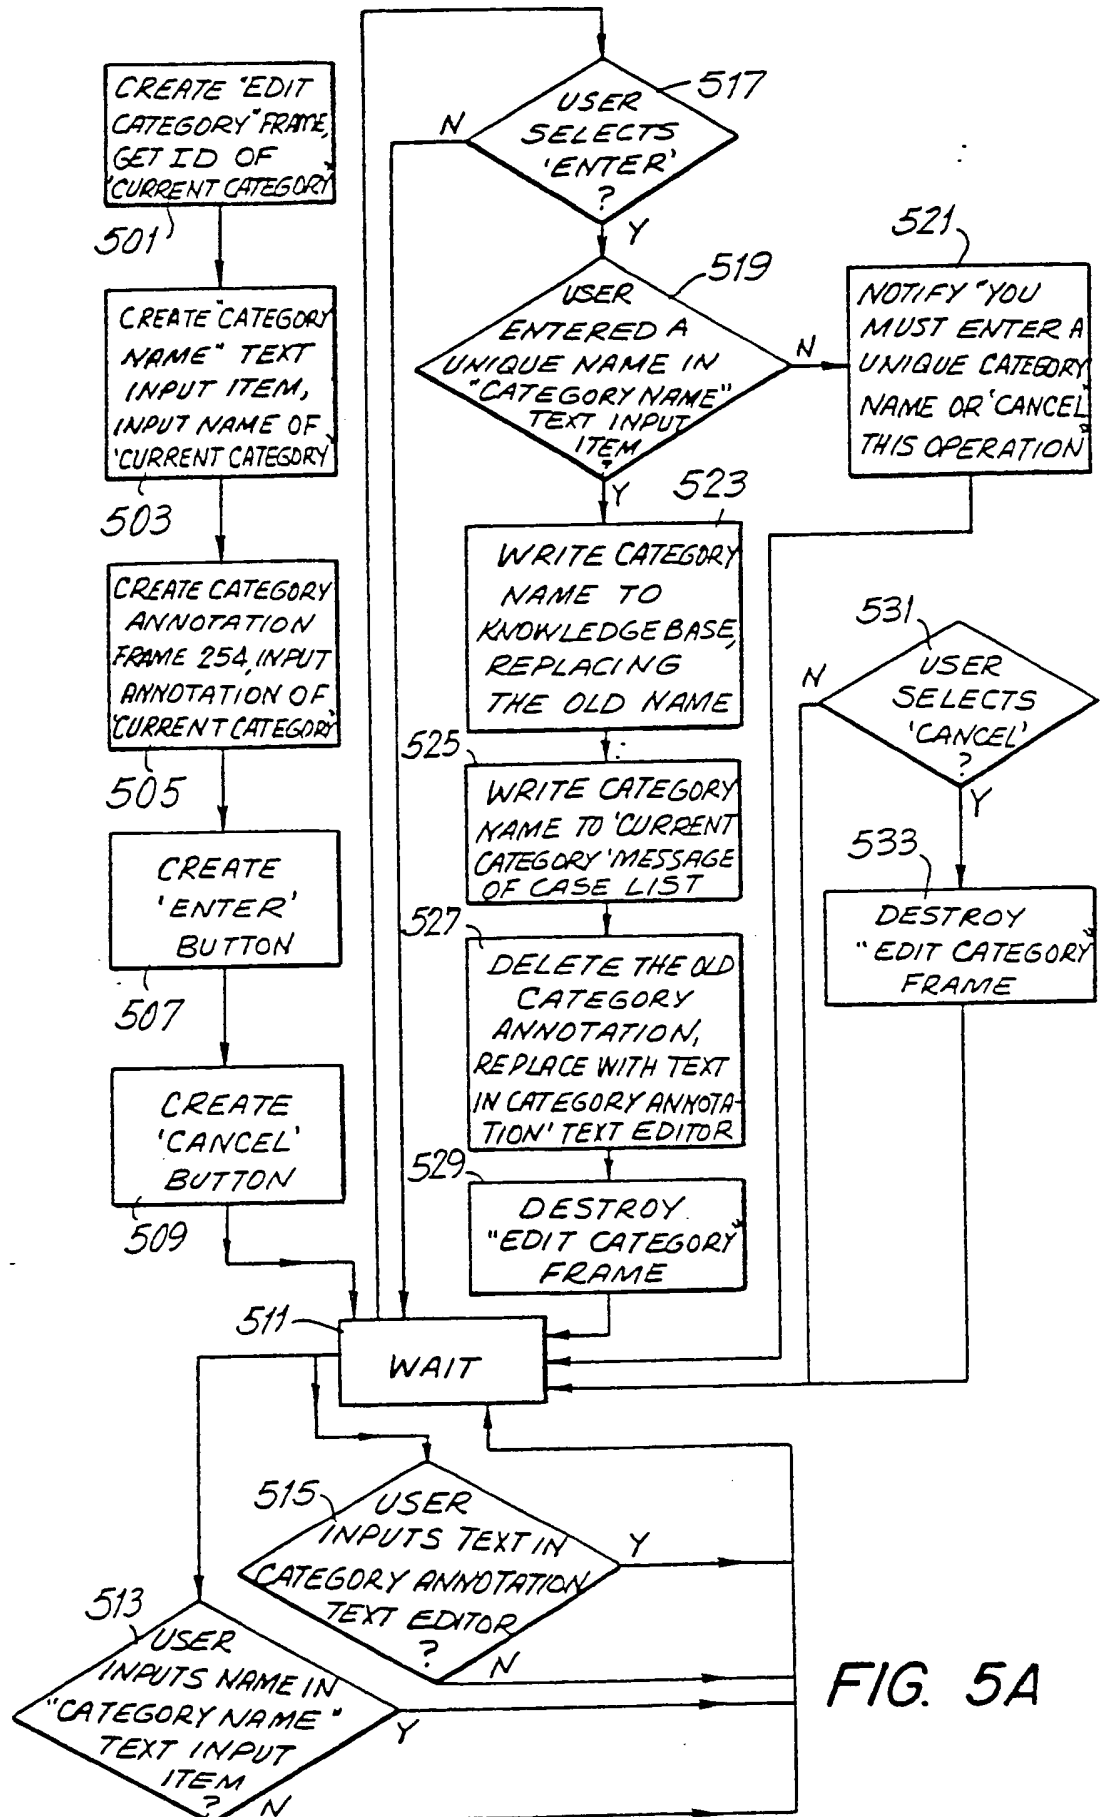 CREATE "EDIT
CATEGORY" FRAME,
GET ID OF
'CURRENT CATEGORY"
501
CREATE "CATEGORY
NAME" TEXT
INPUT ITEM,
INPUT NAME OF
'CURRENT CATEGORY"
503
CREATE CATEGORY
ANNOTATION
FRAME 254, INPUT
ANNOTATION OF
'CURRENT CATEGORY"
505
CREATE
'ENTER'
BUTTON
507
CREATE
'CANCEL'
BUTTON
509
511
WAIT
513
USER
INPUTS NAME IN
"CATEGORY NAME"
TEXT INPUT
ITEM
?
Y
N
515
USER
INPUTS TEXT IN
CATEGORY ANNOTATION
TEXT EDITOR
?
Y
N
517
USER
SELECTS
'ENTER'
?
N
Y
519
USER
ENTERED A
UNIQUE NAME IN
"CATEGORY NAME"
TEXT INPUT
ITEM
?
N
Y
521
NOTIFY "YOU
MUST ENTER A
UNIQUE CATEGORY
NAME OR 'CANCEL'
THIS OPERATION"
523
WRITE CATEGORY
NAME TO
KNOWLEDGE BASE,
REPLACING
THE OLD NAME
525
WRITE CATEGORY
NAME TO 'CURRENT
CATEGORY' MESSAGE
OF CASE LIST
527
DELETE THE OLD
CATEGORY
ANNOTATION,
REPLACE WITH TEXT
IN CATEGORY ANNOTA-
TION' TEXT EDITOR
529
DESTROY
"EDIT CATEGORY"
FRAME
531
USER
SELECTS
'CANCEL'
?
N
Y
533
DESTROY
"EDIT CATEGORY"
FRAME
FIG. 5A